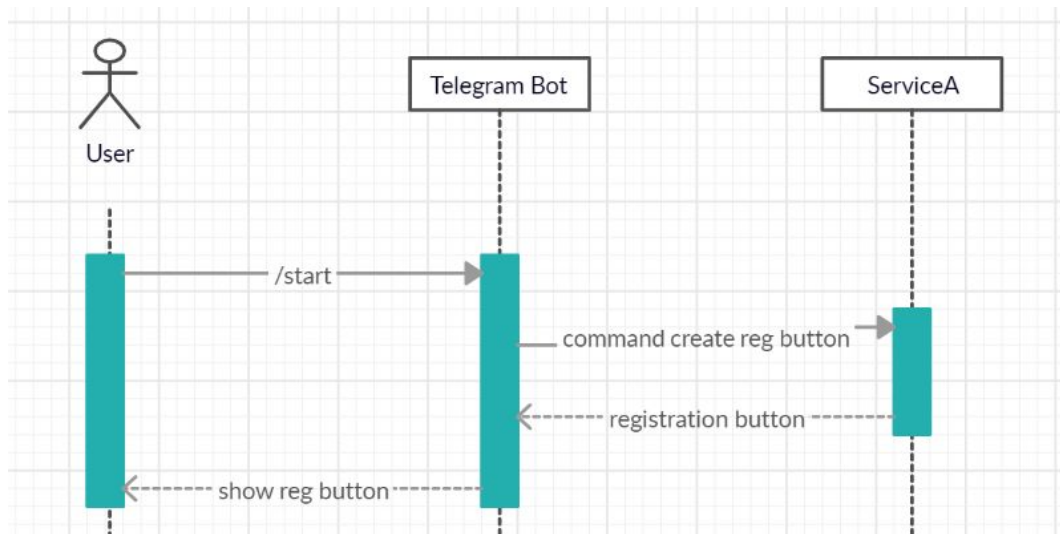 Telegram Bot
ServiceA
User
/start
command create reg button
registration button
show reg button